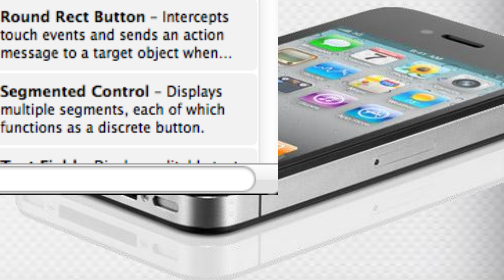 Round Rect Button – Intercepts
touch events and sends an action
message to a target object when...
Segmented Control – Displays
multiple segments, each of which
functions as a discrete button.
7